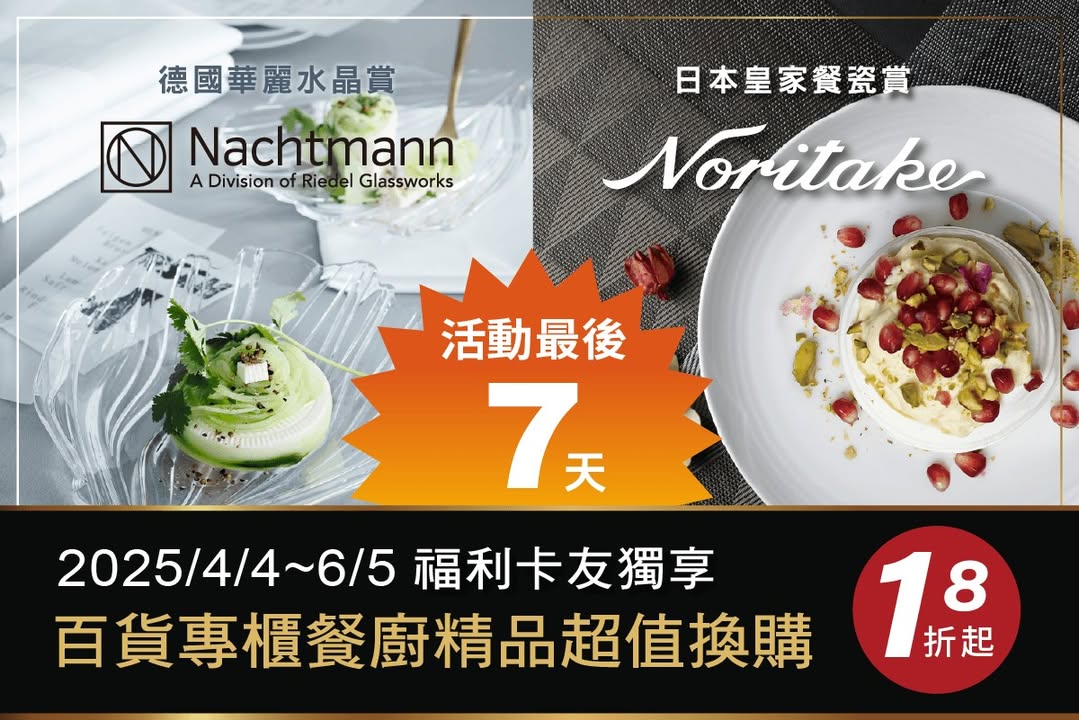 德國華麗水晶賞
Nachtmann
A Division of Riedel Glassworks
日本皇家餐瓷賞
Noritake
活動最後
7天
2025/4/4~6/5 福利卡友獨享
百貨專櫃餐廚精品超值換購
18折起